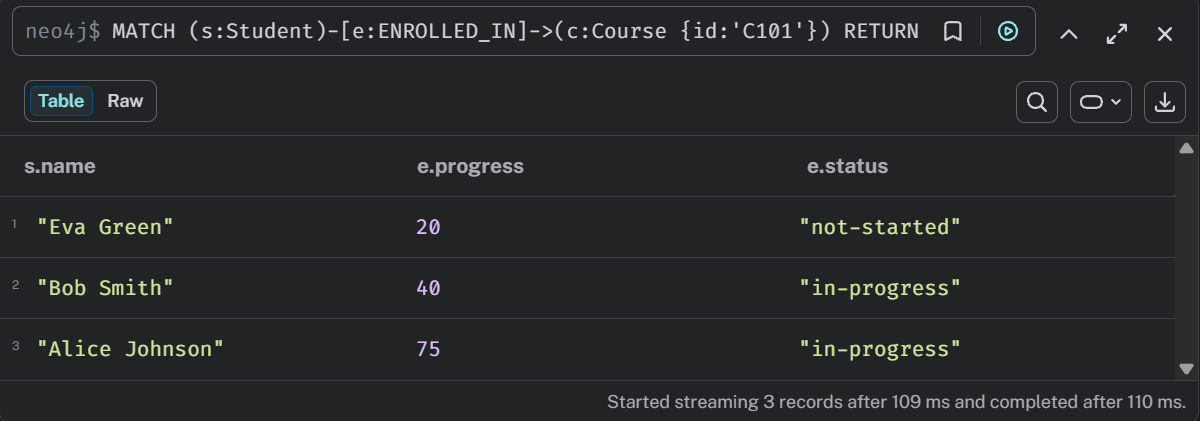 neo4j$ MATCH (s:Student)-[e:ENROLLED_IN]->(c:Course {id:'C101'}) RETURN
Table Raw
s.name e.progress e.status
1 "Eva Green" 20 "not-started"
2 "Bob Smith" 40 "in-progress"
3 "Alice Johnson" 75 "in-progress"
Started streaming 3 records after 109 ms and completed after 110 ms.